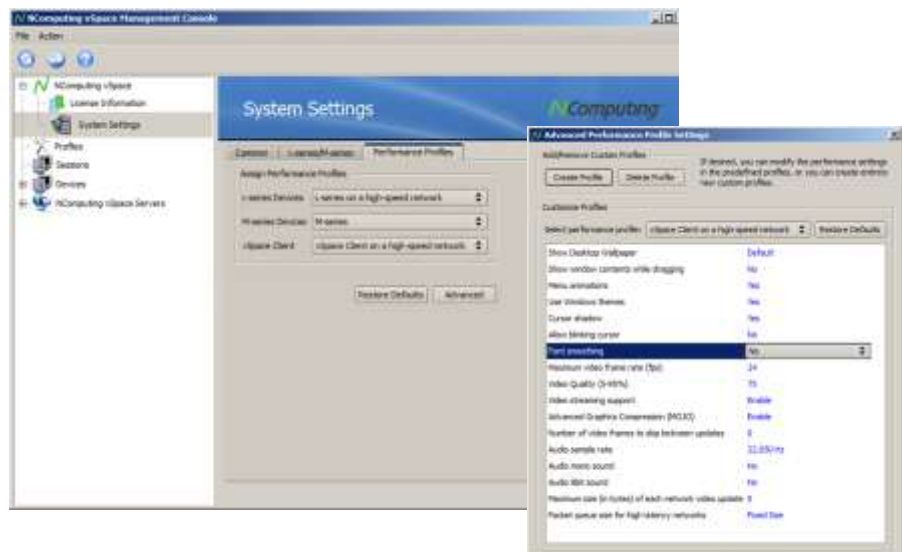 NComputing vSpace Management Console
File Action
NComputing vSpace
License Information
System Settings
Profiles
Sessions
Devices
NComputing vSpace Servers
System Settings
NComputing
General L-series/M-series Performance Profiles
Assign Performance Profiles
L-series Devices L-series on a high-speed network
M-series Devices M-series
vSpace Client vSpace Client on a high-speed network
Restore Defaults Advanced
Advanced Performance Profile Settings
Add/Remove Custom Profiles
Create Profile Delete Profile
If desired, you can modify the performance settings
in the predefined profiles, or you can create entirely
new custom profiles.
Customize Profiles
Select performance profile: vSpace Client on a high speed network Restore Defaults
Show Desktop Wallpaper Default
Show window contents while dragging No
Menu animations Yes
Use Windows themes Yes
Cursor shadow Yes
Allow blinking cursor No
Font smoothing No
Maximum video frame rate (fps) 24
Video Quality (5-95%) 75
Video streaming support Enable
Advanced Graphics Compression (MOJO) Enable
Number of video frames to skip between updates 0
Audio sample rate 22,050 Hz
Audio mono sound No
Audio 8bit sound No
Maximum size (in bytes) of each network video update 0
Packet queue size for high-latency networks Fixed Size